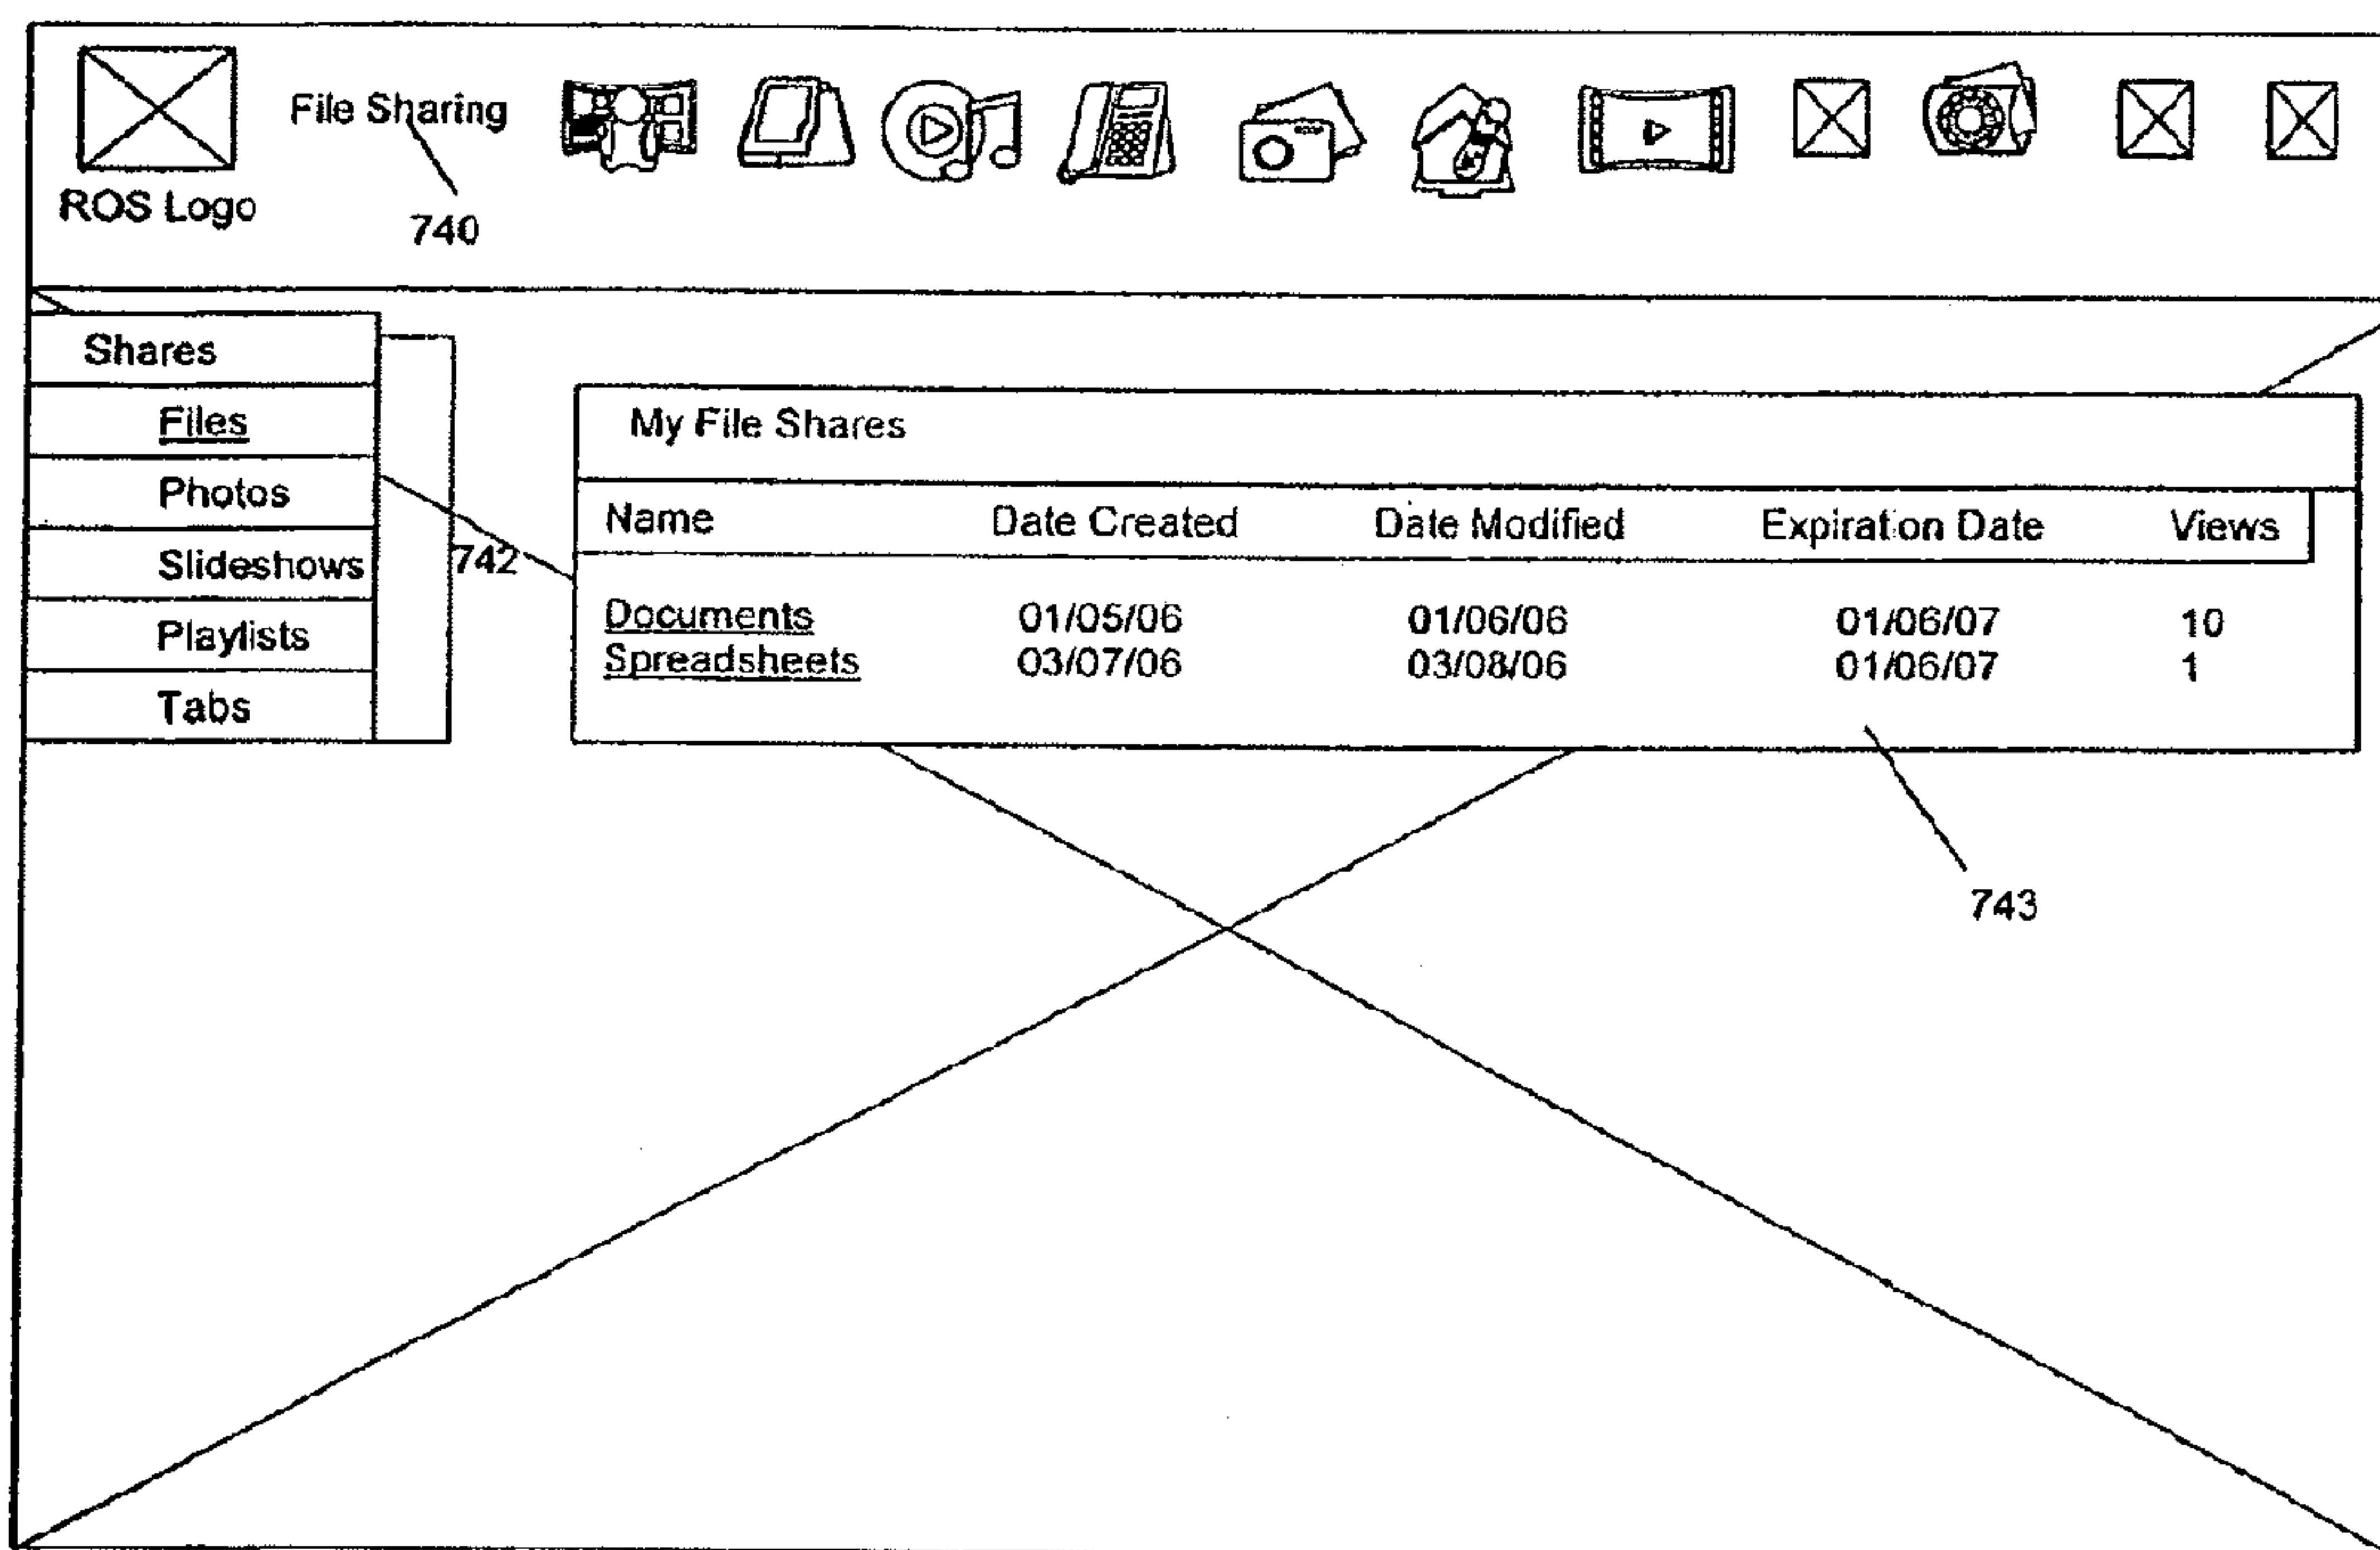 File Sharing
ROS Logo
740
Shares
Files
Photos
Slideshows
Playlists
Tabs
742
My File Shares
Name Date Created Date Modified Expiration Date Views
Documents 01/05/06 01/06/06 01/06/07 10
Spreadsheets 03/07/06 03/08/06 01/06/07 1
743